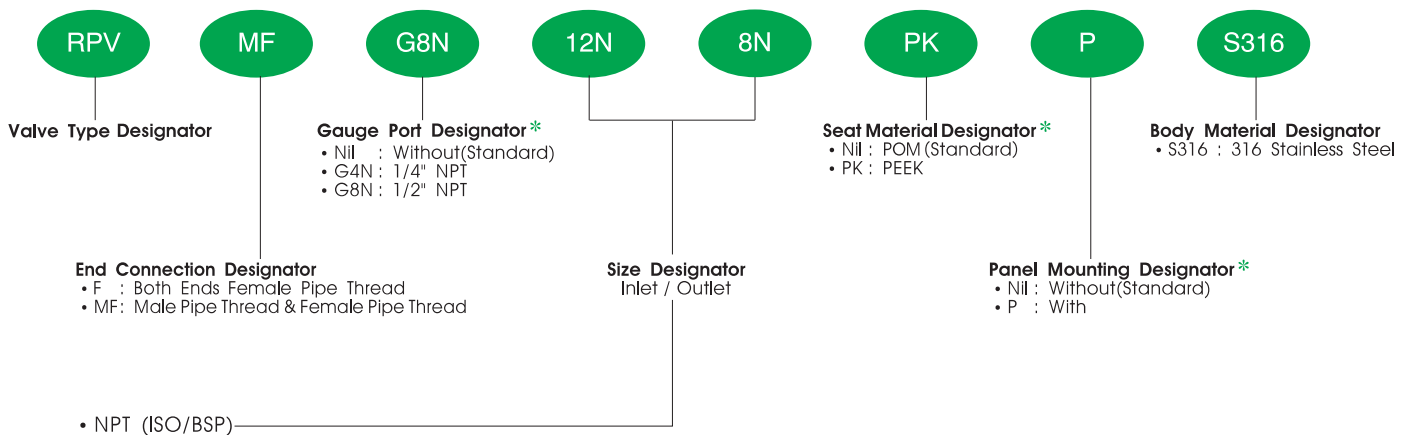 RPV MF G8N 12N 8N PK P S316
Valve Type Designator
Gauge Port Designator*
• Nil : Without(Standard)
• G4N : 1/4" NPT
• G8N : 1/2" NPT
Seat Material Designator*
• Nil : POM (Standard)
• PK : PEEK
Body Material Designator
• S316 : 316 Stainless Steel
End Connection Designator
• F : Both Ends Female Pipe Thread
• MF : Male Pipe Thread & Female Pipe Thread
Size Designator
Inlet / Outlet
Panel Mounting Designator*
• Nil : Without(Standard)
• P : With
• NPT (ISO/BSP)